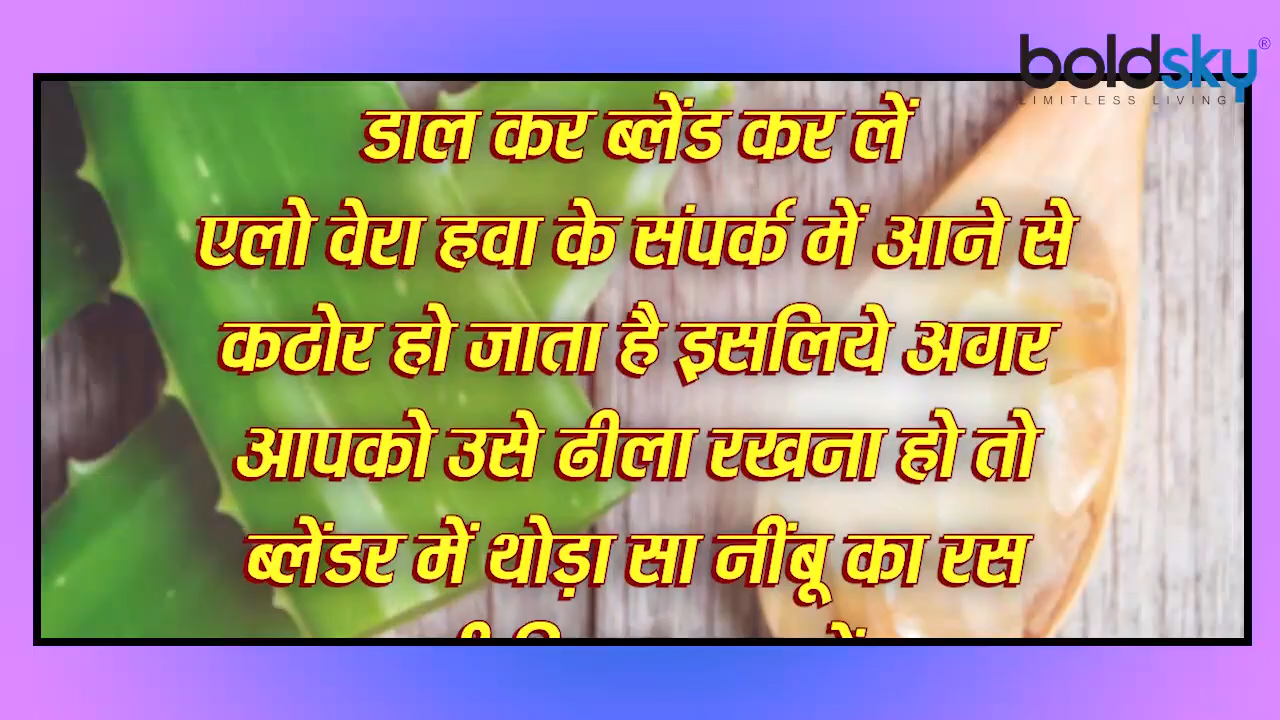 boldsky®
LIMITLESS LIVING
डाल कर ब्लेंड कर लें
एलो वेरा हवा के संपर्क में आने से
कठोर हो जाता है इसलिये अगर
आपको उसे ढीला रखना हो तो
ब्लेंडर में थोड़ा सा नींबू का रस